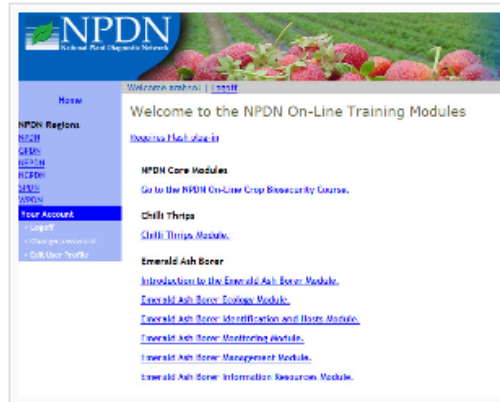 NPDN
National Plant Diagnostic Network
Welcome arahsol | Logoff
Home
Welcome to the NPDN On-Line Training Modules
Requires Flash plug-in
NPDN Regions
NPDN
GPDN
NEPDN
NCPDN
SPDN
WPDN
Your Account
› Logoff
› Change password
› Edit User Profile
NPDN Core Modules
Go to the NPDN On-Line Crop Biosecurity Course.
Chilli Thrips
Chilli Thrips Module.
Emerald Ash Borer
Introduction to the Emerald Ash Borer Module.
Emerald Ash Borer Ecology Module.
Emerald Ash Borer Identification and Hosts Module.
Emerald Ash Borer Monitoring Module.
Emerald Ash Borer Management Module.
Emerald Ash Borer Information Resources Module.